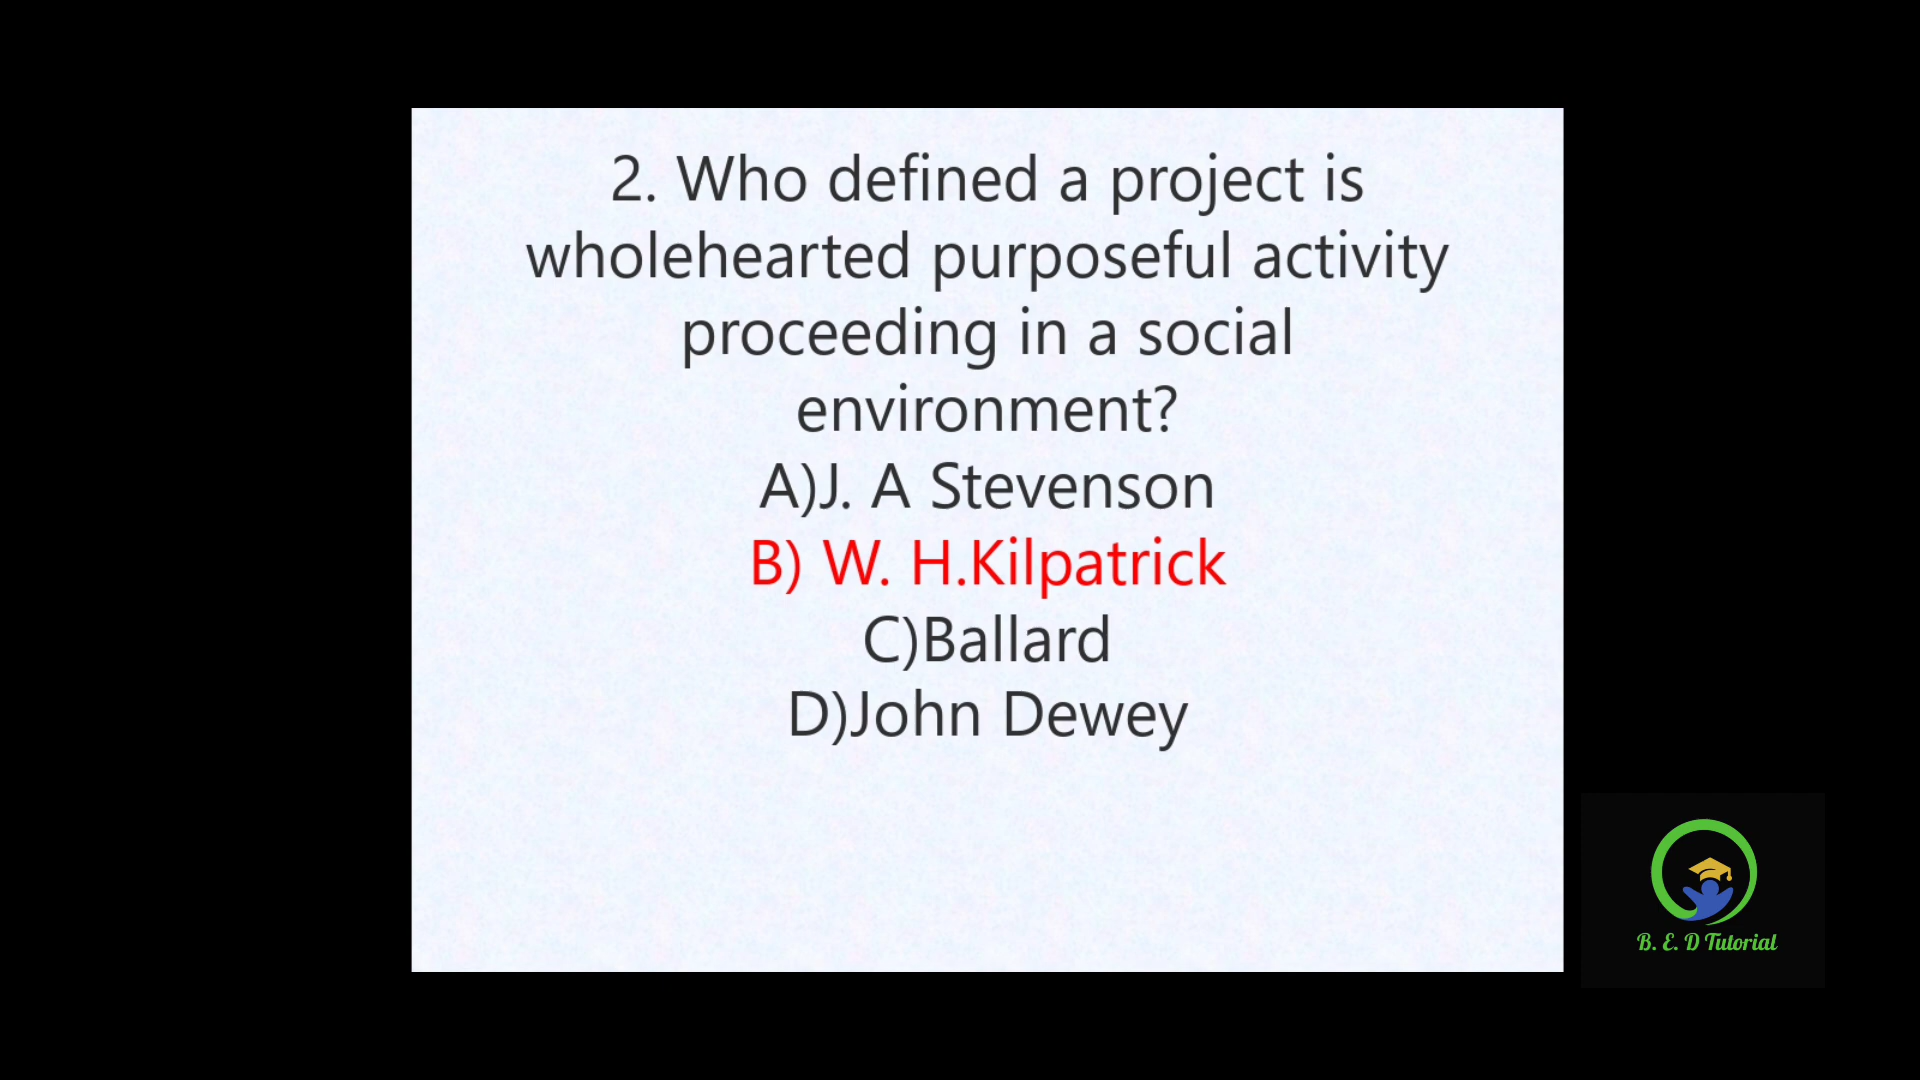 2. Who defined a project is
wholehearted purposeful activity
proceeding in a social
environment?
A)J. A Stevenson
B) W. H.Kilpatrick
C)Ballard
D)John Dewey
B. E. D Tutorial